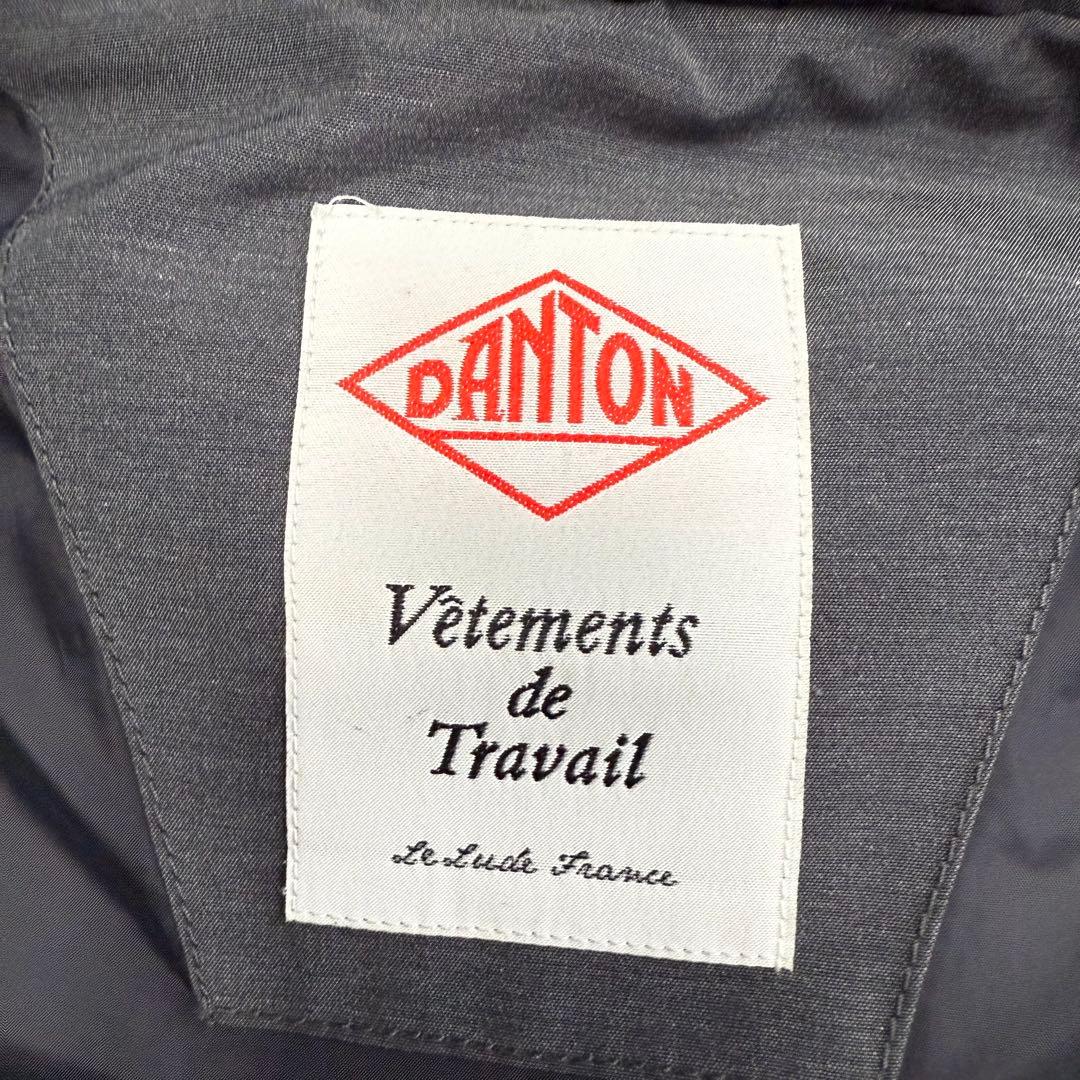 DANTON
Vêtements
de
Travail
Le Lude France